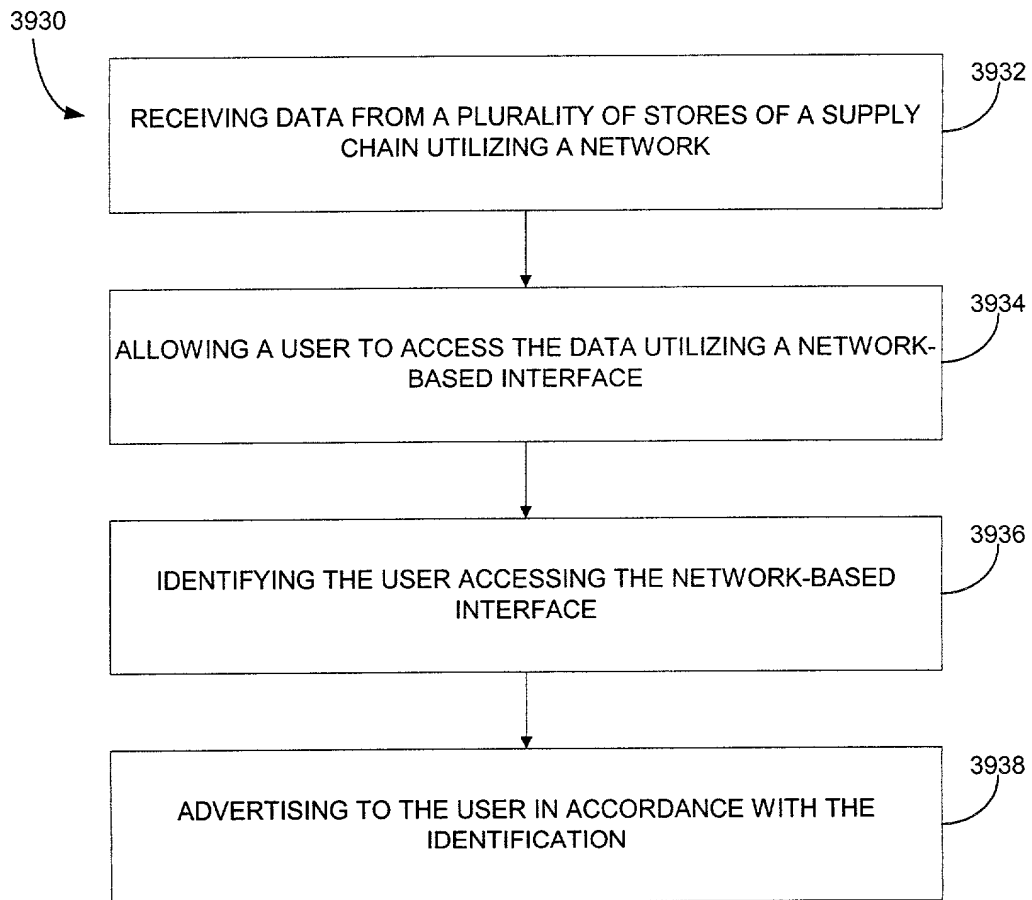 3930
3932
RECEIVING DATA FROM A PLURALITY OF STORES OF A SUPPLY
CHAIN UTILIZING A NETWORK
3934
ALLOWING A USER TO ACCESS THE DATA UTILIZING A NETWORK-
BASED INTERFACE
3936
IDENTIFYING THE USER ACCESSING THE NETWORK-BASED
INTERFACE
3938
ADVERTISING TO THE USER IN ACCORDANCE WITH THE
IDENTIFICATION